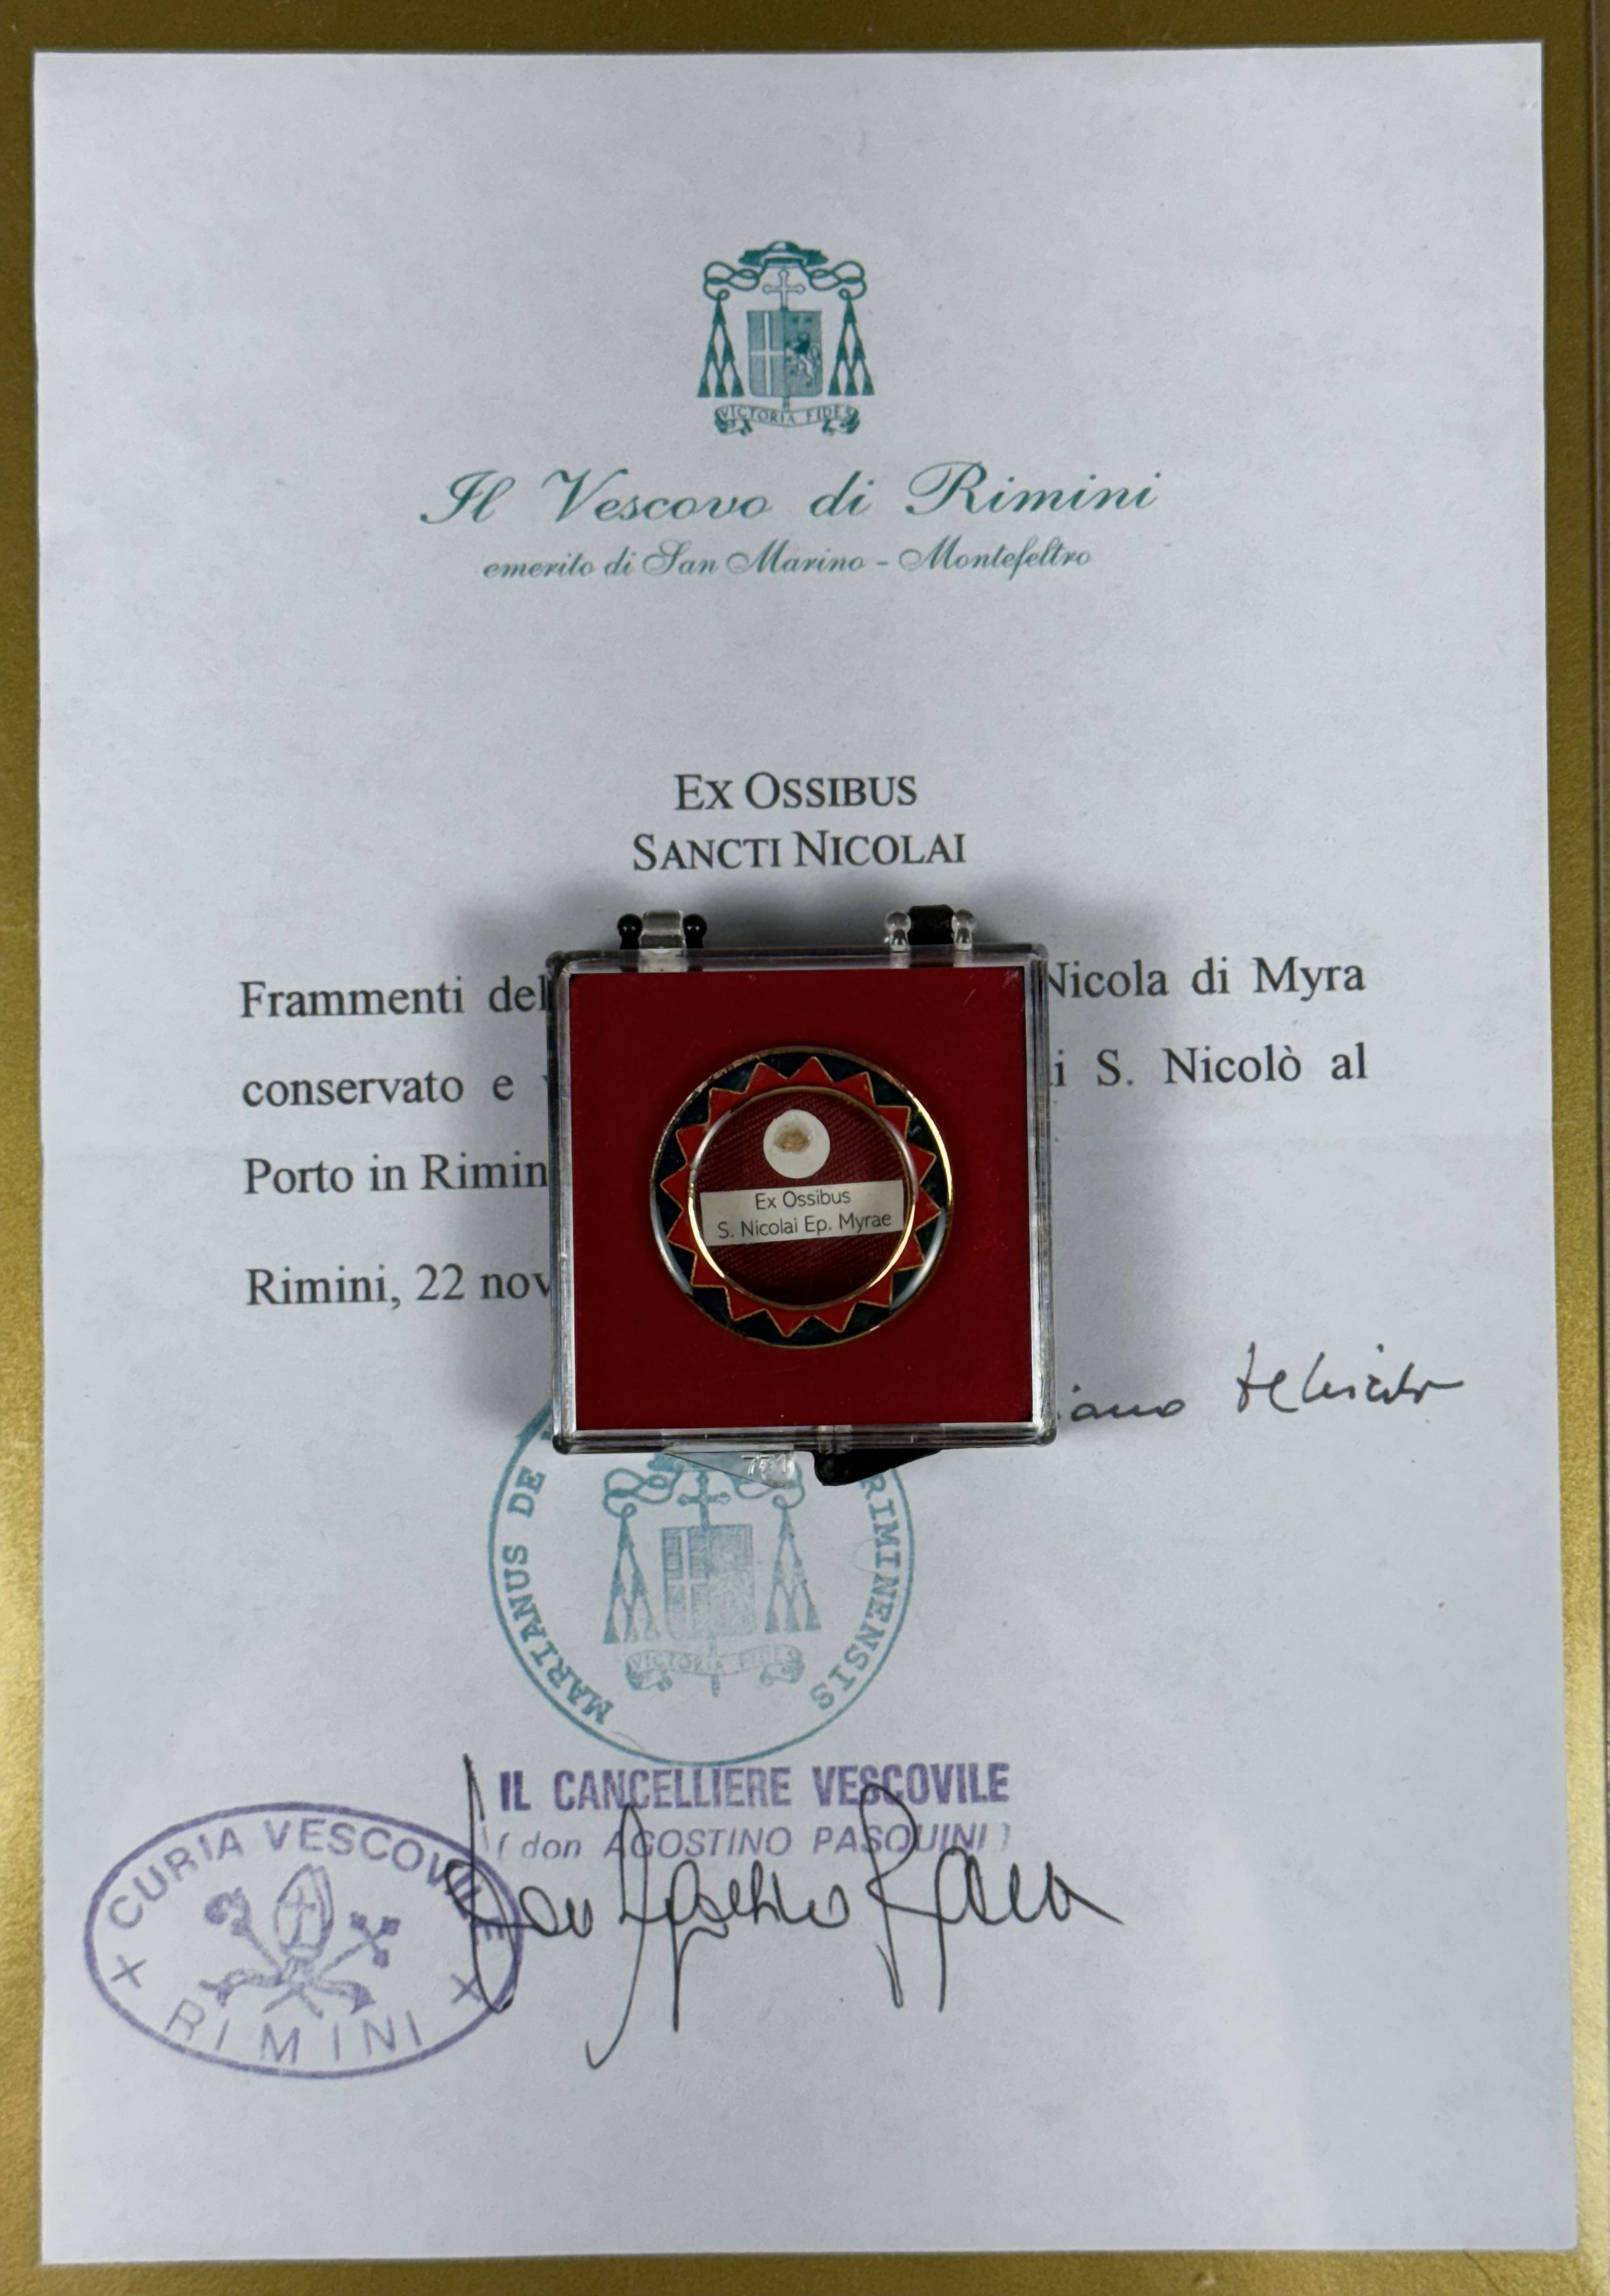 VICTORIA FIDES
Il Vescovo di Rimini
emerito di San Marino - Montefeltro
EX OSSIBUS
SANCTI NICOLAI
Frammenti del Nicola di Myra
conservato e S. Nicolò al
Porto in Rimin
Rimini, 22 nov
Ex Ossibus
S. Nicolai Ep. Myrae
MARIANUS DE RIMINENSIS
VICTORIA FIDES
IL CANCELLIERE VESCOVILE
(don AGOSTINO PASQUINI)
CURIA VESCOVILE
RIMINI